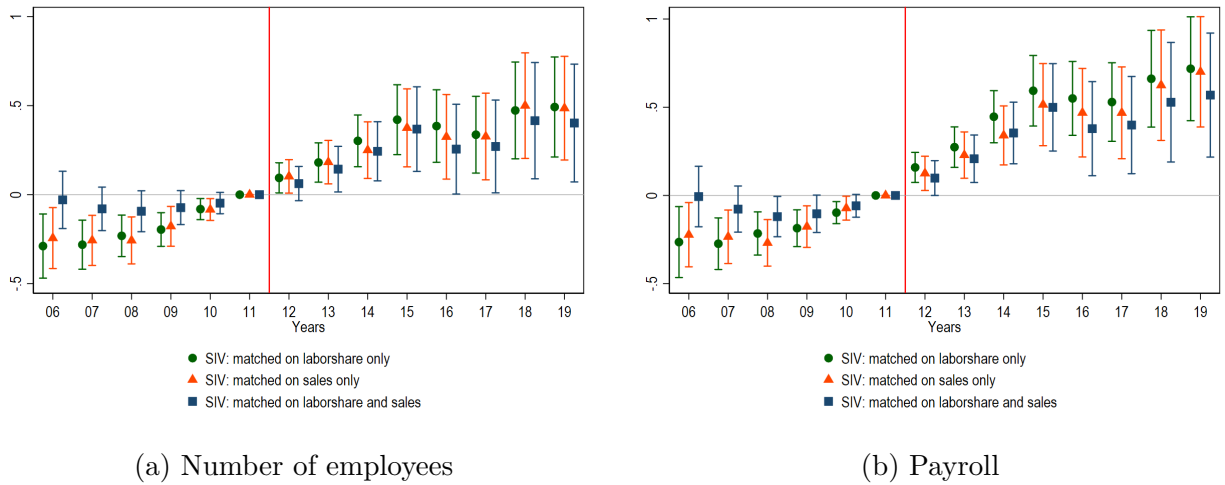 1
.5
0
-.5
06 07 08 09 10 11 12 13 14 15 16 17 18 19
Years
SIV: matched on laborshare only
SIV: matched on sales only
SIV: matched on laborshare and sales
(a) Number of employees
1
.5
0
-.5
06 07 08 09 10 11 12 13 14 15 16 17 18 19
Years
SIV: matched on laborshare only
SIV: matched on sales only
SIV: matched on laborshare and sales
(b) Payroll